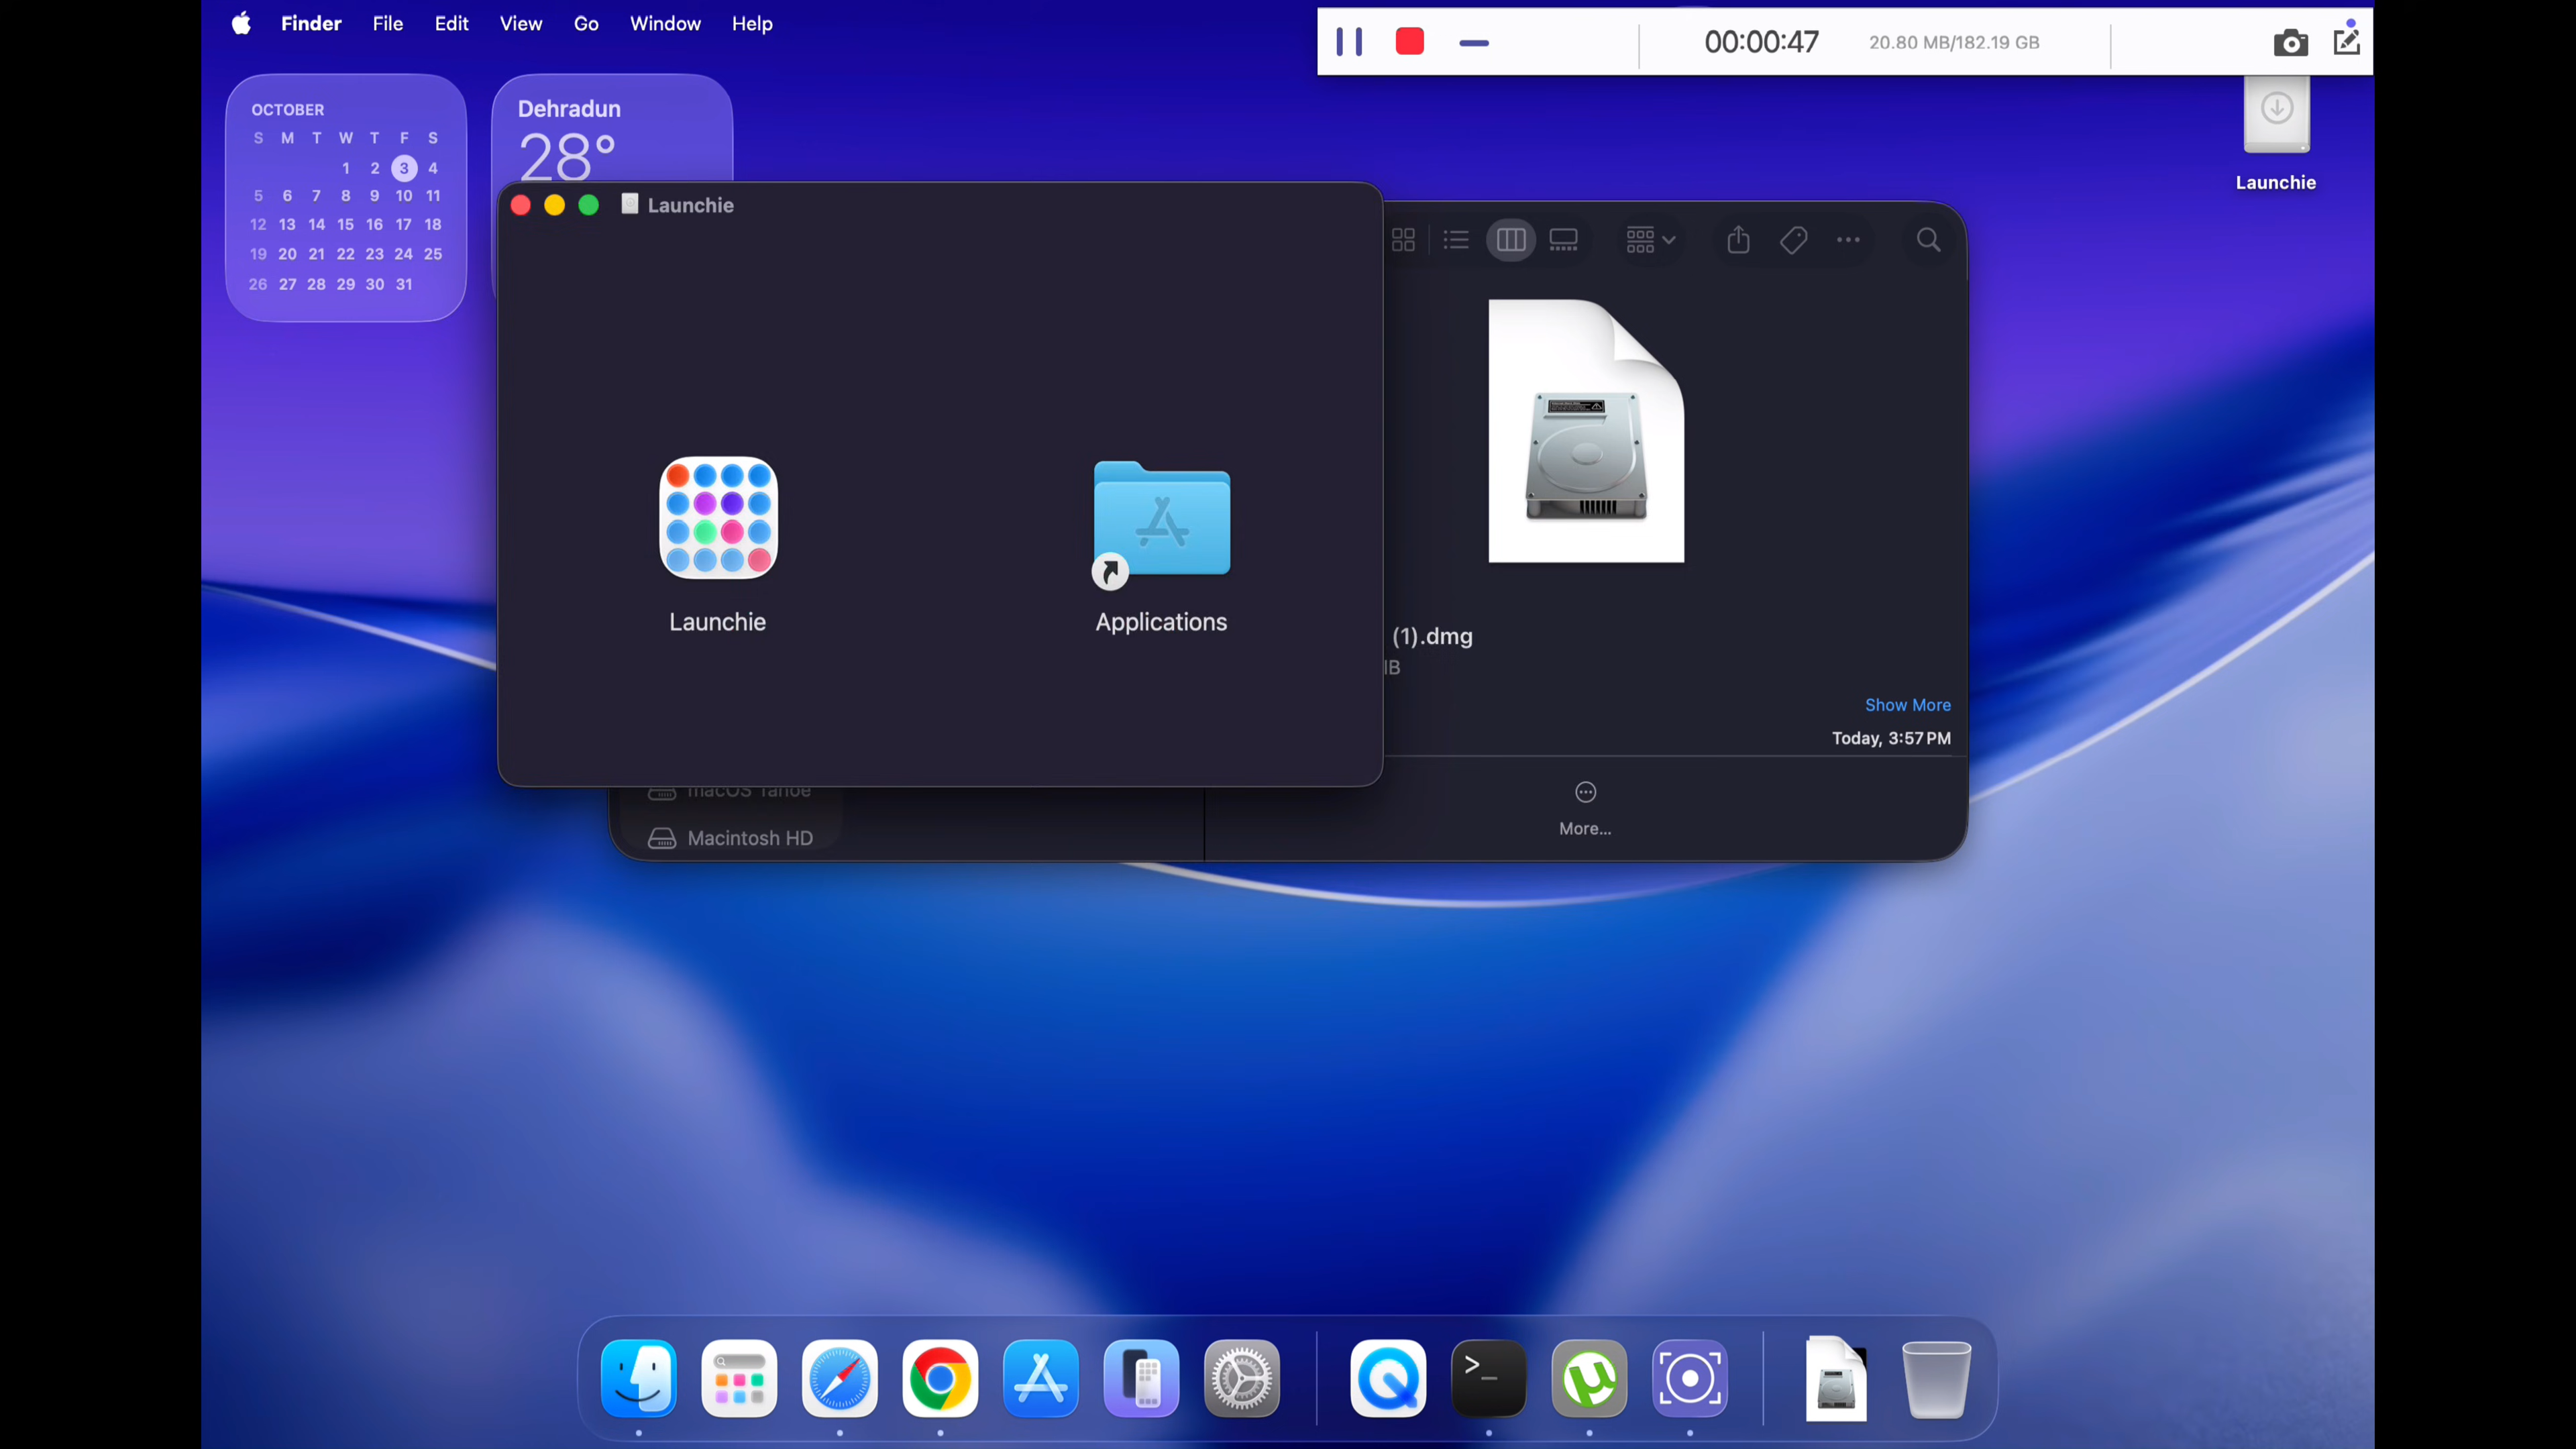 Finder File Edit View Go Window Help
00:00:47 20.80 MB/182.19 GB
OCTOBER
S M T W T F S
1 2 3 4
5 6 7 8 9 10 11
12 13 14 15 16 17 18
19 20 21 22 23 24 25
26 27 28 29 30 31
Dehradun
28°
Launchie
Launchie
Launchie
Applications
(1).dmg
Show More
Today, 3:57 PM
macOS Tahoe
Macintosh HD
More...